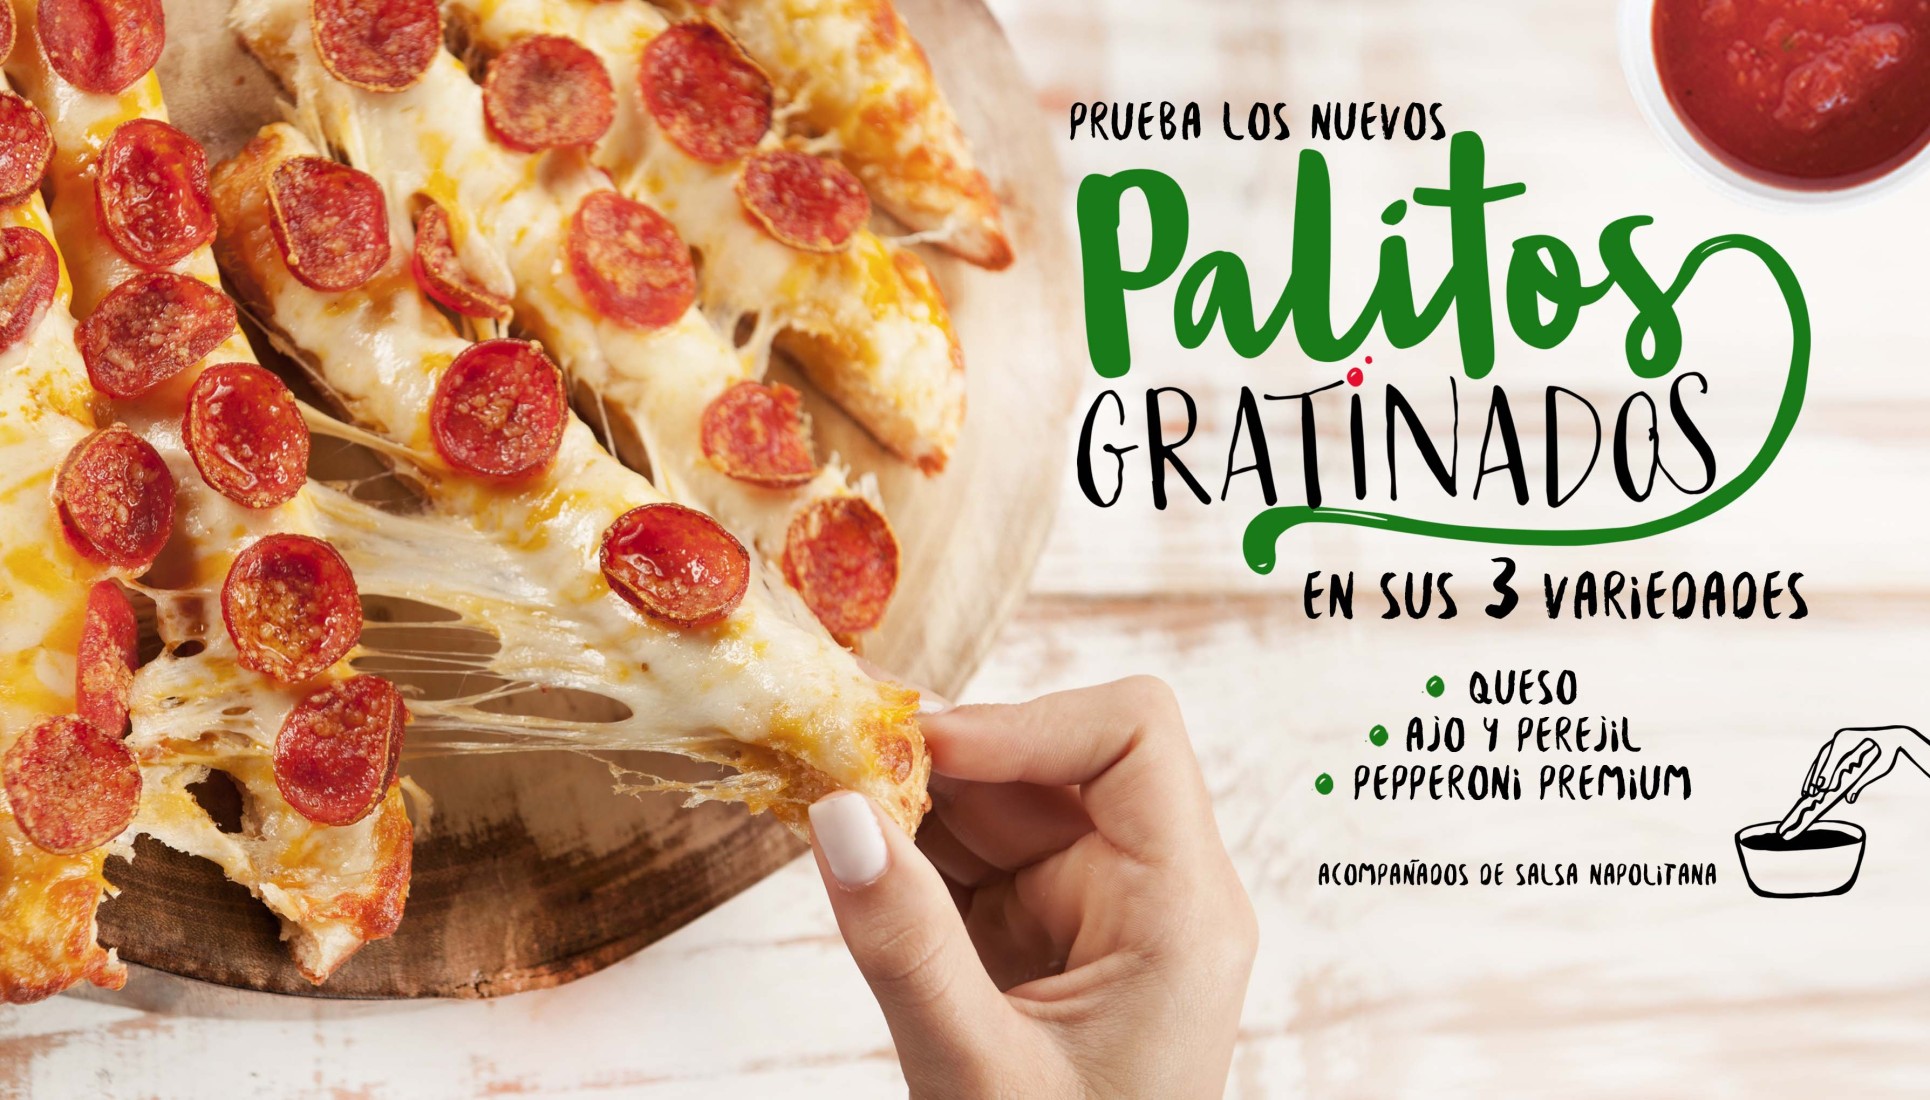 PRUEBA LOS NUEVOS
Palitos
GRATINADOS
EN SUS 3 VARIEDADES
QUESO
AJO Y PEREJIL
PEPPERONI PREMIUM
ACOMPAÑADOS DE SALSA NAPOLITANA